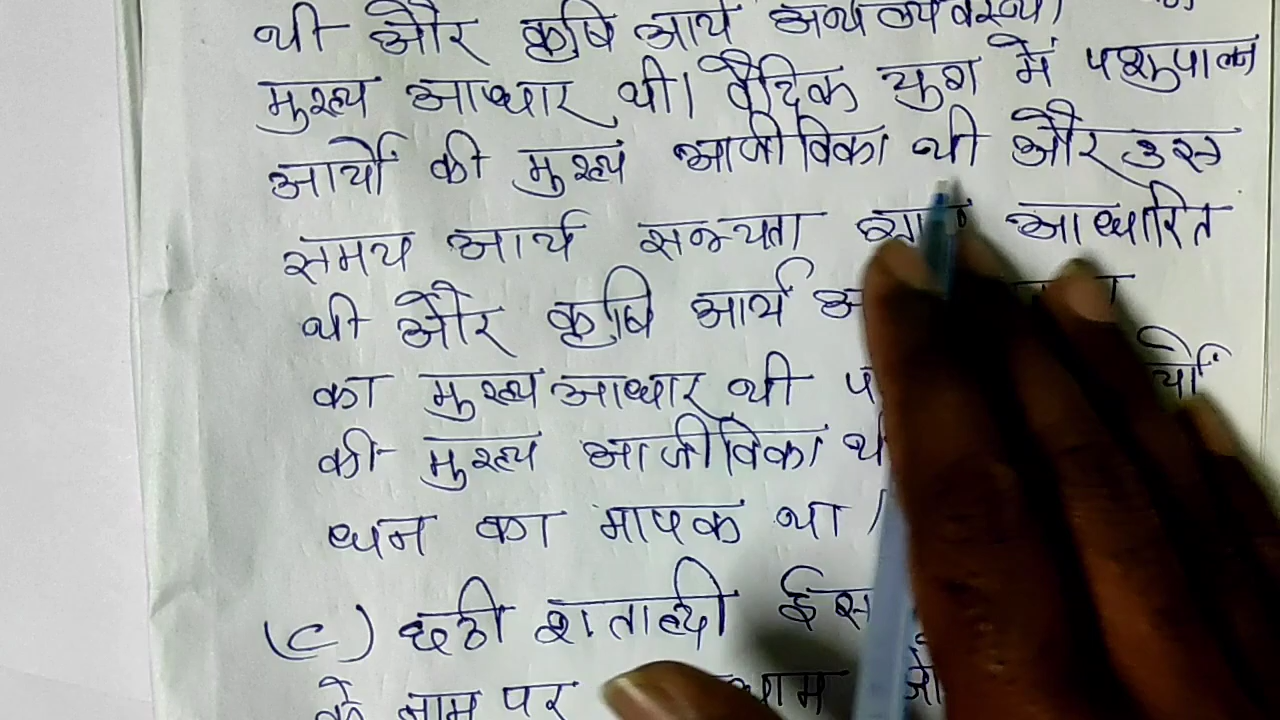 थी और कृषि आर्य अर्थव्यवस्था
मुख्य आधार थी। वैदिक युग में पशुपालन
आर्यों की मुख्य आजीविका थी और उस
समय आर्य सभ्यता आधारित
थी और कृषि आर्य
का मुख्य आधार थी
की मुख्य आजीविका
धन का मापक था।
(C) छठी शताब्दी
के नाम पर